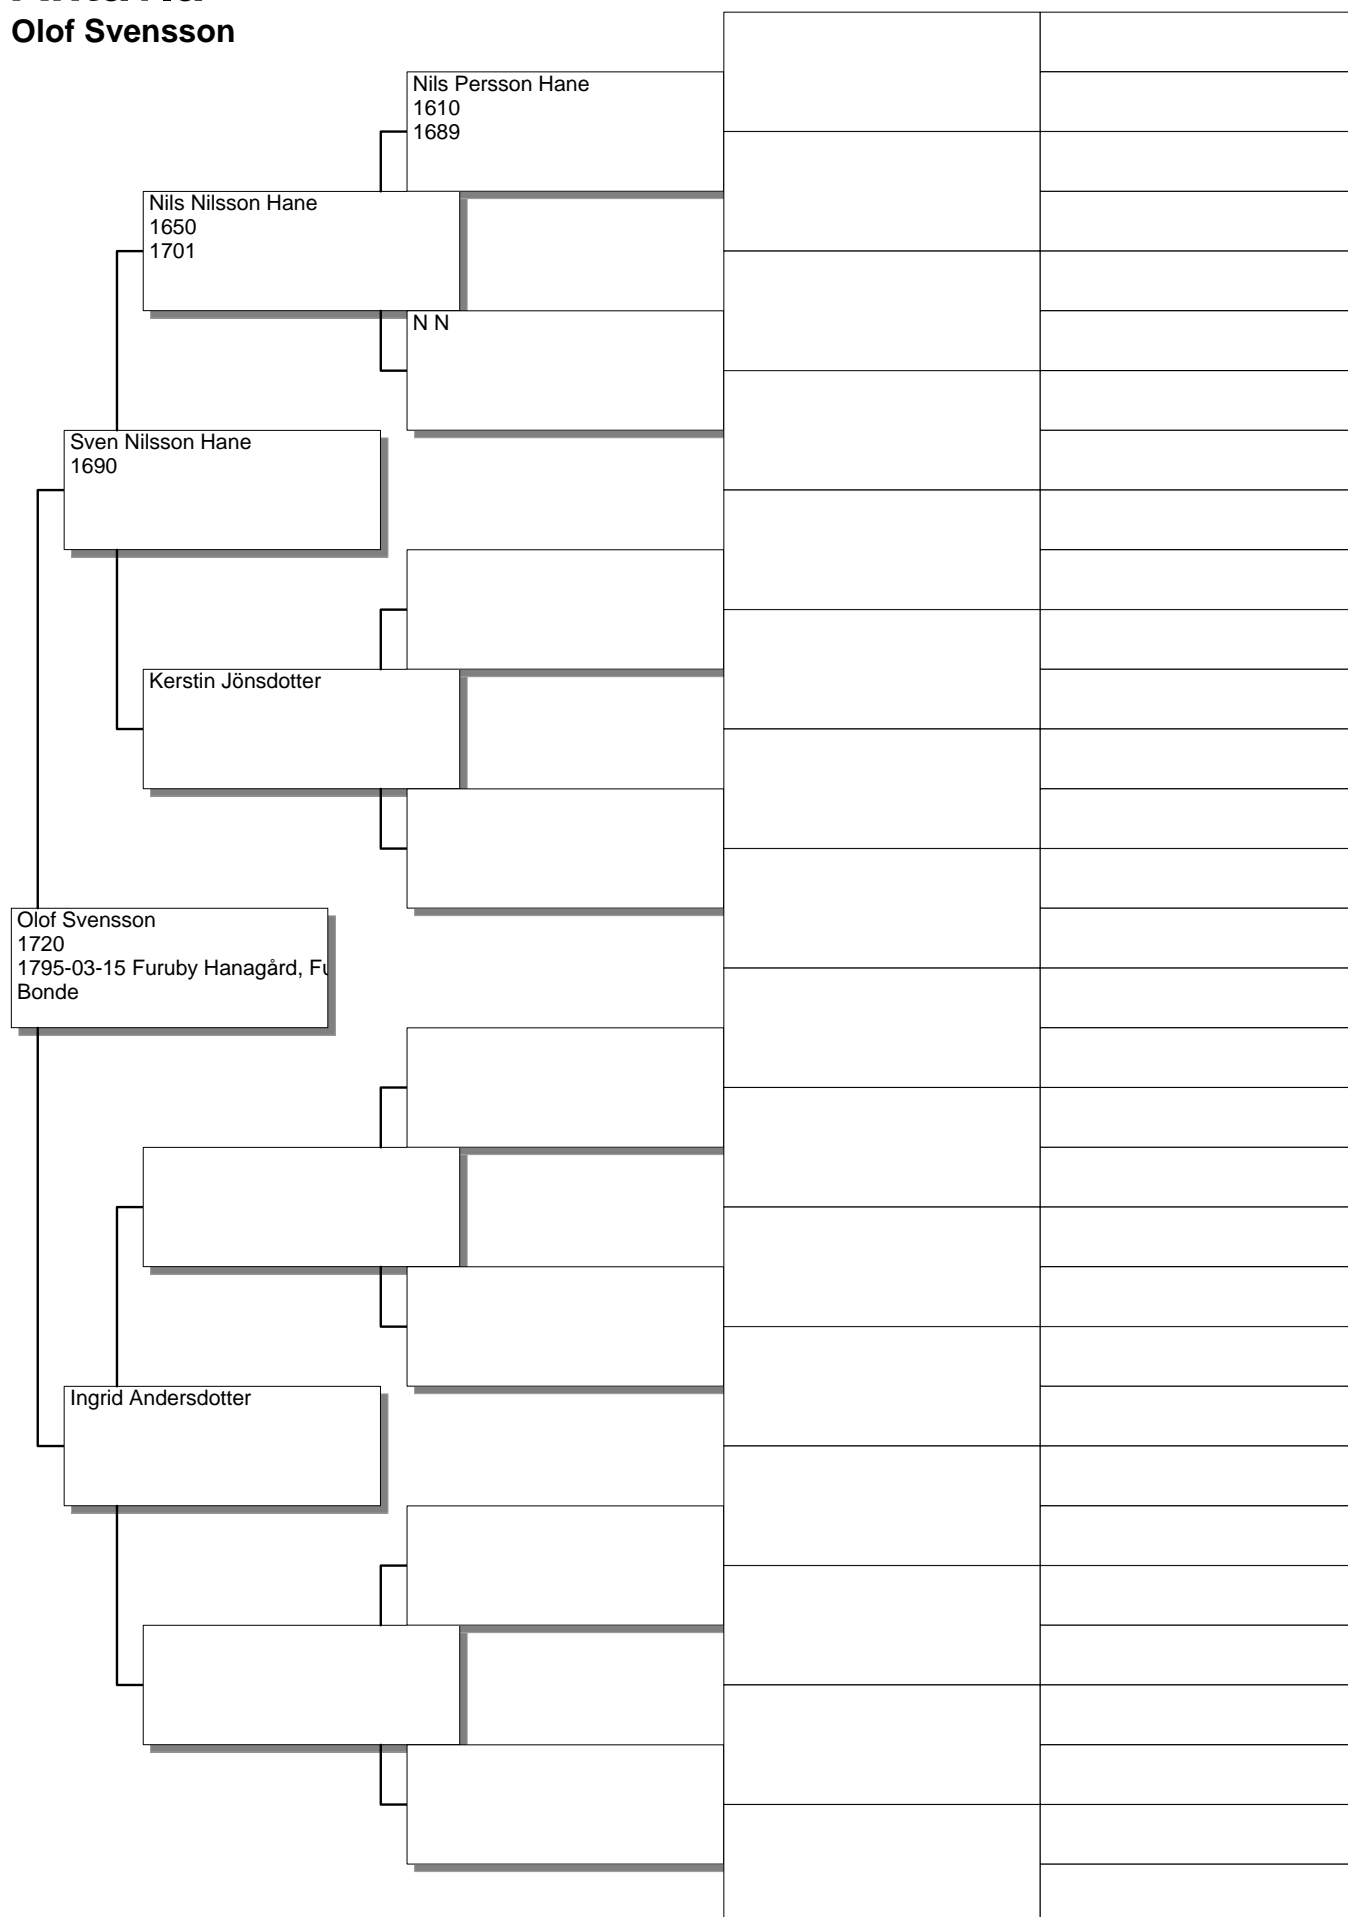 Olof Svensson
Nils Persson Hane
1610
1689
Nils Nilsson Hane
1650
1701
N N
Sven Nilsson Hane
1690
Kerstin Jönsdotter
Olof Svensson
1720
1795-03-15 Furuby Hanagård,
Bonde
Ingrid Andersdotter